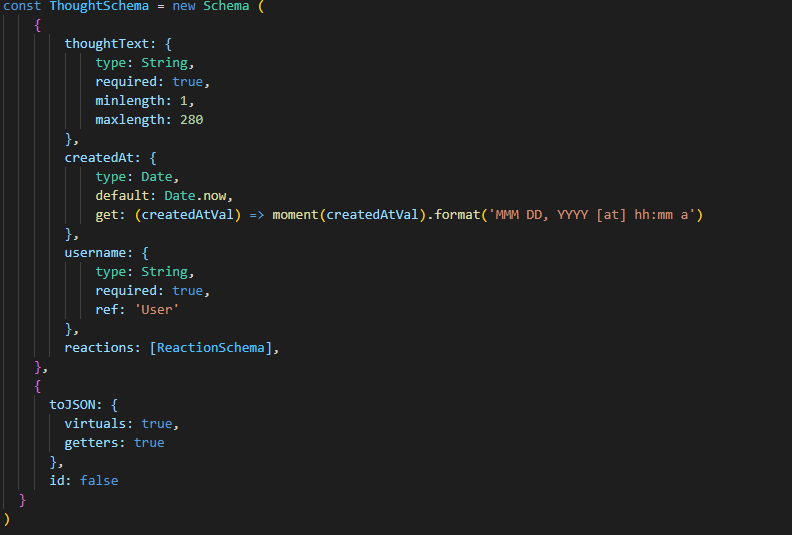 const ThoughtSchema = new Schema (
    {
        thoughtText: {
            type: String,
            required: true,
            minlength: 1,
            maxlength: 280
        },
        createdAt: {
            type: Date,
            default: Date.now,
            get: (createdAtVal) => moment(createdAtVal).format('MMM DD, YYYY [at] hh:mm a')
        },
        username: {
            type: String,
            required: true,
            ref: 'User'
        },
        reactions: [ReactionSchema],
    },
    {
      toJSON: {
        virtuals: true,
        getters: true
      },
      id: false
  }
)